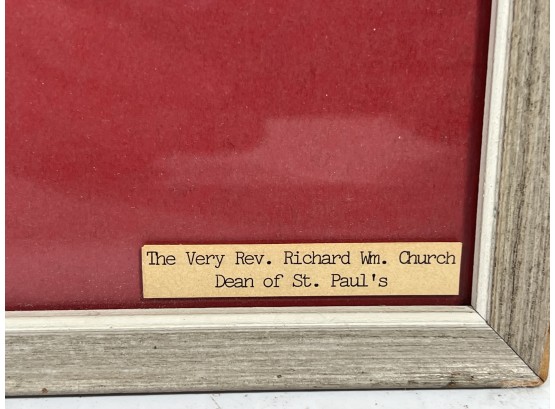 The Very Rev. Richard Wm. Church
Dean of St. Paul's